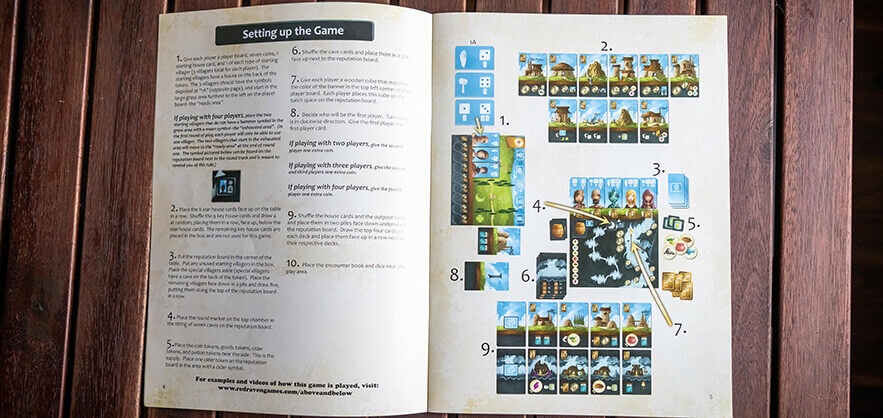 Setting up the Game
1. Give each player a player board, seven coins, 1
starting house card, and 1 of each type of starting
villager (3 villagers total for each player). The
starting villagers have a house on the back of the
token. The 3 villagers should have the symbols
depicted at "1A" (opposite page), and start in the
large grass area furthest to the left on the player
board-the "ready area".
If playing with four players, place the two
starting villagers that do not have a hammer symbol in the
grass area with a moon symbol- the "exhausted area". (In
the first round of play, each player will only be able to use
one villager. The two villagers that start in the exhausted
area will move to the "ready area" at the end of round
one. The symbol pictured below can be found on the
reputation board next to the round track and is meant to
remind you of this rule.)
2. Place the 6 star house cards face up on the table
in a row. Shuffle the 9 key house cards and draw 4
at random, placing them in a row, face up, below the
star house cards. The remaining key house cards are
placed in the box and are not used for this game.
3. Put the reputation board in the center of the
table. Put any unused starting villagers in the box.
Place the special villagers aside (special villagers
have a cave on the back of the token). Place the
remaining villagers face down in a pile and draw five,
putting them along the top of the reputation board
in a row.
4. Place the round marker on the top chamber in
the string of seven caves on the reputation board.
5. Place the coin tokens, goods tokens, cider
tokens, and potion tokens near the side. This is the
supply. Place one cider token on the reputation
board in the area with a cider symbol.
6. Shuffle the cave cards and place them in a pile
face up next to the reputation board.
7. Give each player a wooden cube that matches
the color of the banner in the top left corner of
player board. Each player places this cube on the
torch space on the reputation board.
8. Decide who will be the first player. Turn
is in clockwise direction. Give the first player the
first player card.
If playing with two players, give the second
player one extra coin.
If playing with three players, give the second
and third players one extra coin.
If playing with four players, give the fourth
player one extra coin.
9. Shuffle the house cards and the outpost cards
and place them in two piles face down underneath
the reputation board. Draw the top four cards of
each deck and place them face up in a row next to
their respective decks.
10. Place the encounter book and dice near the
play area.
For examples and videos of how this game is played, visit:
www.redravengames.com/aboveandbelow
4
1A
1.
2.
3.
4.
5.
6.
7.
8.
9.
5